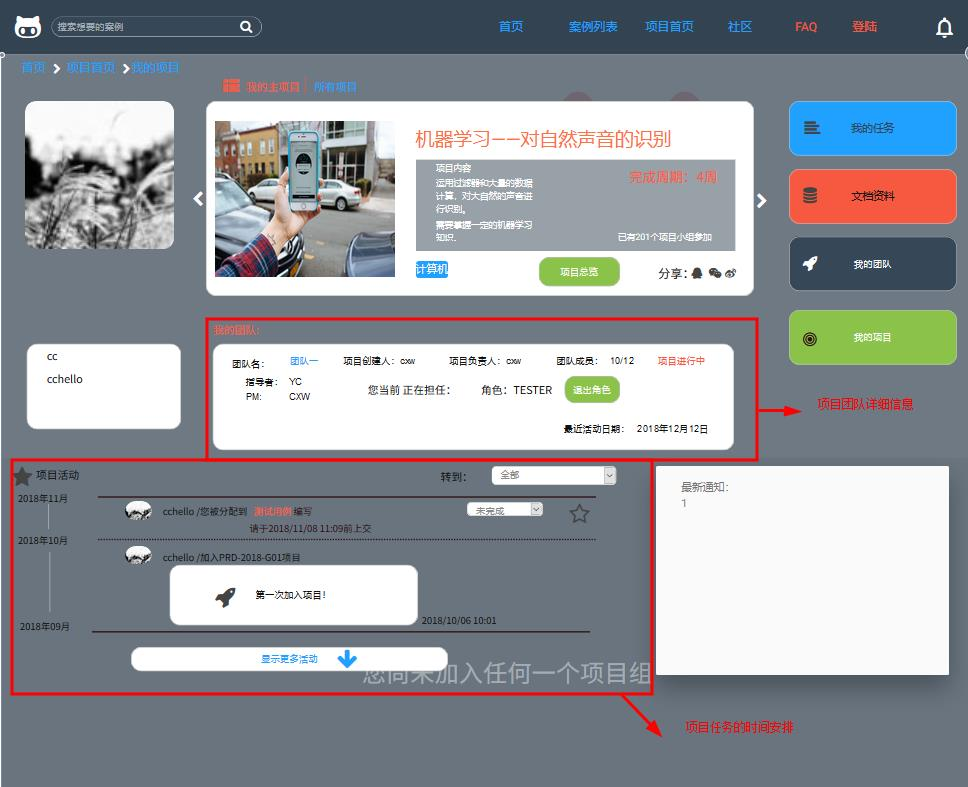 搜索想要的案例
首页 案例列表 项目首页 社区 FAQ 登陆
首页 项目首页 我的项目
我的主项目 所有项目
机器学习——对自然声音的识别
项目内容
运用过滤器和大量的数据
计算，对大自然的声音进
行识别。
需要掌握一定的机器学习
知识.
完成周期：4周
已有201个项目小组参加
计算机
项目总览
分享：
我的任务
文档资料
我的团队
我的项目
cc
cchello
我的团队:
团队名： 团队一 项目创建人：cxw 项目负责人：cxw 团队成员： 10/12 项目进行中
指导者： YC
PM: CXW
您当前 正在担任： 角色：TESTER 退出角色
最近活动日期： 2018年12月12日
项目团队详细信息
项目活动
转到： 全部
2018年11月
cchello /您被分配到 测试用例 编写
未完成
请于2018/11/08 11:09前上交
2018年10月
cchello /加入PRD-2018-G01项目
第一次加入项目!
2018/10/06 10:01
2018年09月
显示更多活动
您尚未加入任何一个项目组
最新通知：
1
项目任务的时间安排